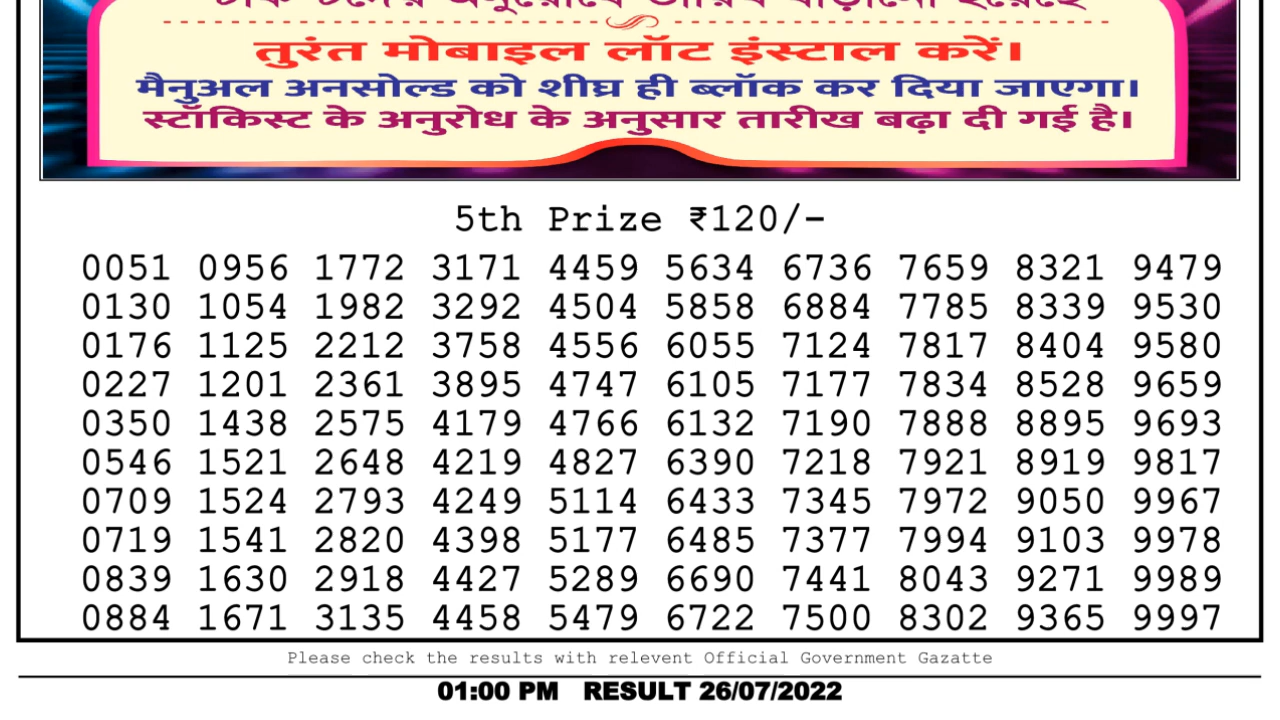 तुरंत मोबाइल लॉट इंस्टाल करें।
मैनुअल अनसोल्ड को शीघ्र ही ब्लॉक कर दिया जाएगा।
स्टॉकिस्ट के अनुरोध के अनुसार तारीख बढ़ा दी गई है।
5th Prize ₹120/-
0051 0956 1772 3171 4459 5634 6736 7659 8321 9479
0130 1054 1982 3292 4504 5858 6884 7785 8339 9530
0176 1125 2212 3758 4556 6055 7124 7817 8404 9580
0227 1201 2361 3895 4747 6105 7177 7834 8528 9659
0350 1438 2575 4179 4766 6132 7190 7888 8895 9693
0546 1521 2648 4219 4827 6390 7218 7921 8919 9817
0709 1524 2793 4249 5114 6433 7345 7972 9050 9967
0719 1541 2820 4398 5177 6485 7377 7994 9103 9978
0839 1630 2918 4427 5289 6690 7441 8043 9271 9989
0884 1671 3135 4458 5479 6722 7500 8302 9365 9997
Please check the results with relevent Official Government Gazatte
01:00 PM RESULT 26/07/2022